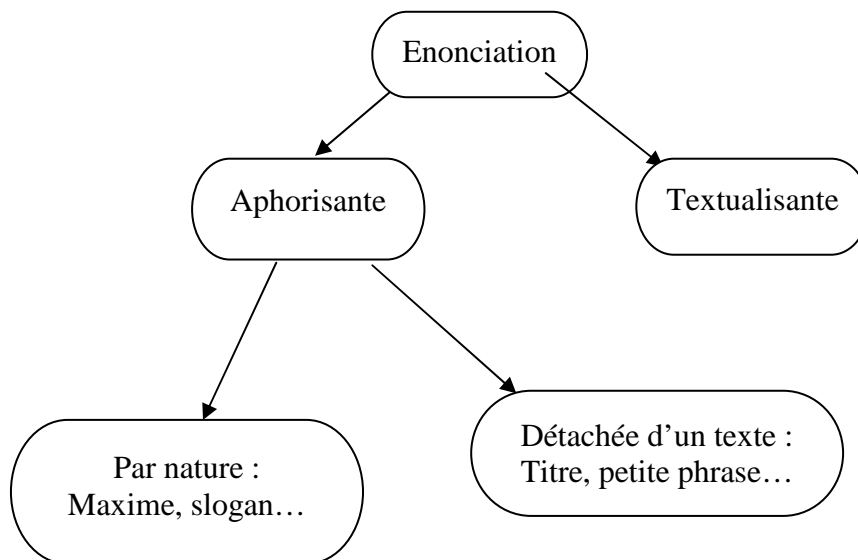 Enonciation
Aphorisante
Textualisante
Par nature :
Maxime, slogan…
Détachée d’un texte :
Titre, petite phrase…